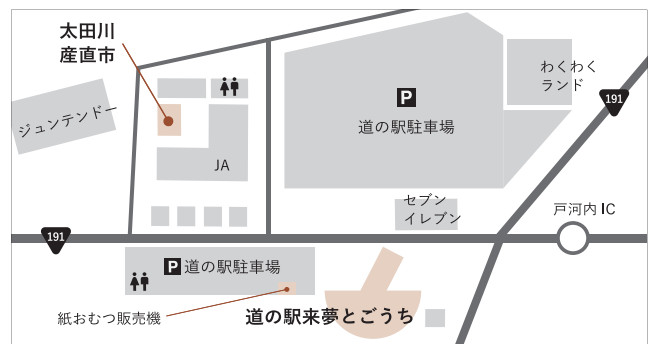 太田川
産直市
わくわく
ランド
191
P
道の駅駐車場
ジュンテンドー
JA
セブン
イレブン
戸河内 IC
191
P 道の駅駐車場
紙おむつ販売機
道の駅来夢とごうち